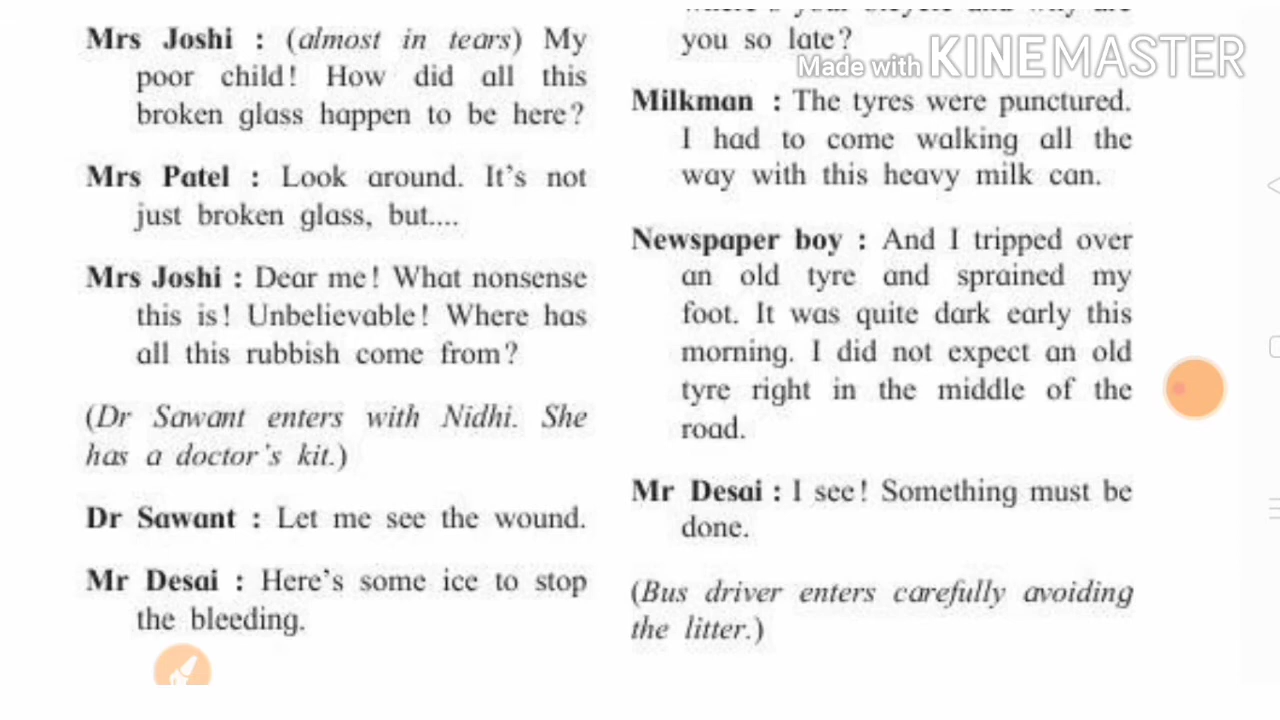 Mrs Joshi : (almost in tears) My
poor child! How did all this
broken glass happen to be here?
Mrs Patel : Look around. It's not
just broken glass, but....
Mrs Joshi : Dear me! What nonsense
this is! Unbelievable! Where has
all this rubbish come from?
(Dr Sawant enters with Nidhi. She
has a doctor's kit.)
Dr Sawant : Let me see the wound.
Mr Desai : Here's some ice to stop
the bleeding.
you so late?
Made with KINEMASTER
Milkman : The tyres were punctured.
I had to come walking all the
way with this heavy milk can.
Newspaper boy : And I tripped over
an old tyre and sprained my
foot. It was quite dark early this
morning. I did not expect an old
tyre right in the middle of the
road.
Mr Desai : I see! Something must be
done.
(Bus driver enters carefully avoiding
the litter.)